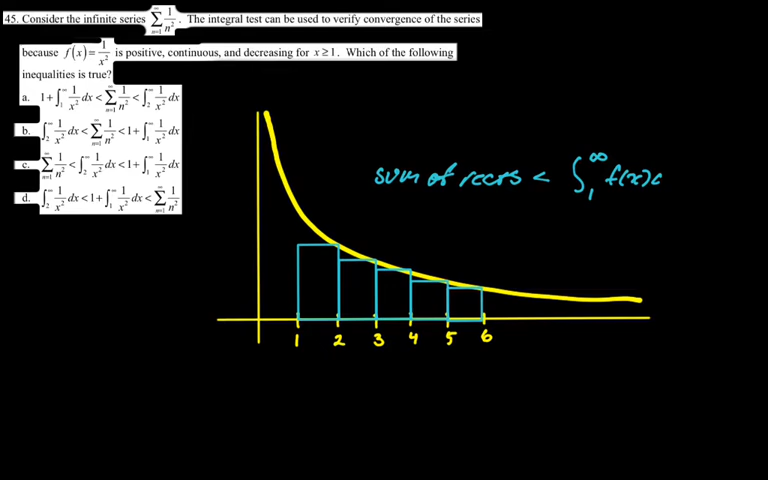 45. Consider the infinite series ∑_{n=1}^{∞} 1/n². The integral test can be used to verify convergence of the series
because f(x) = 1/x² is positive, continuous, and decreasing for x ≥ 1. Which of the following
inequalities is true?
a. 1+∫_1^∞ 1/x² dx < ∑_{n=1}^∞ 1/n² < ∫_2^∞ 1/x² dx
b. ∫_2^∞ 1/x² dx < ∑_{n=1}^∞ 1/n² < 1+∫_1^∞ 1/x² dx
c. ∑_{n=1}^∞ 1/n² < ∫_2^∞ 1/x² dx < 1+∫_1^∞ 1/x² dx
d. ∫_2^∞ 1/x² dx < 1+∫_1^∞ 1/x² dx < ∑_{n=1}^∞ 1/n²
sum of recrs < ∫_1^∞ f(x)c
1 2 3 4 5 6